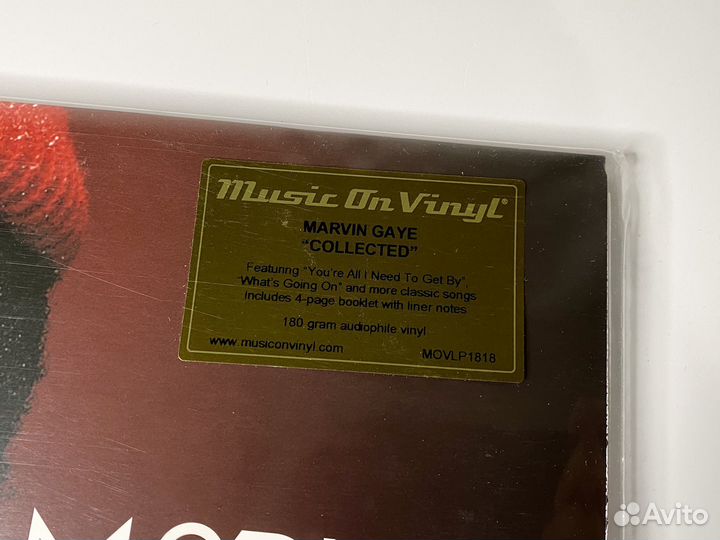 Music On Vinyl®
MARVIN GAYE
“COLLECTED”
Featuring “You're All I Need To Get By”,
“What's Going On” and more classic songs
Includes 4-page booklet with liner notes
180 gram audiophile vinyl
www.musiconvinyl.com MOVLP1818
Avito